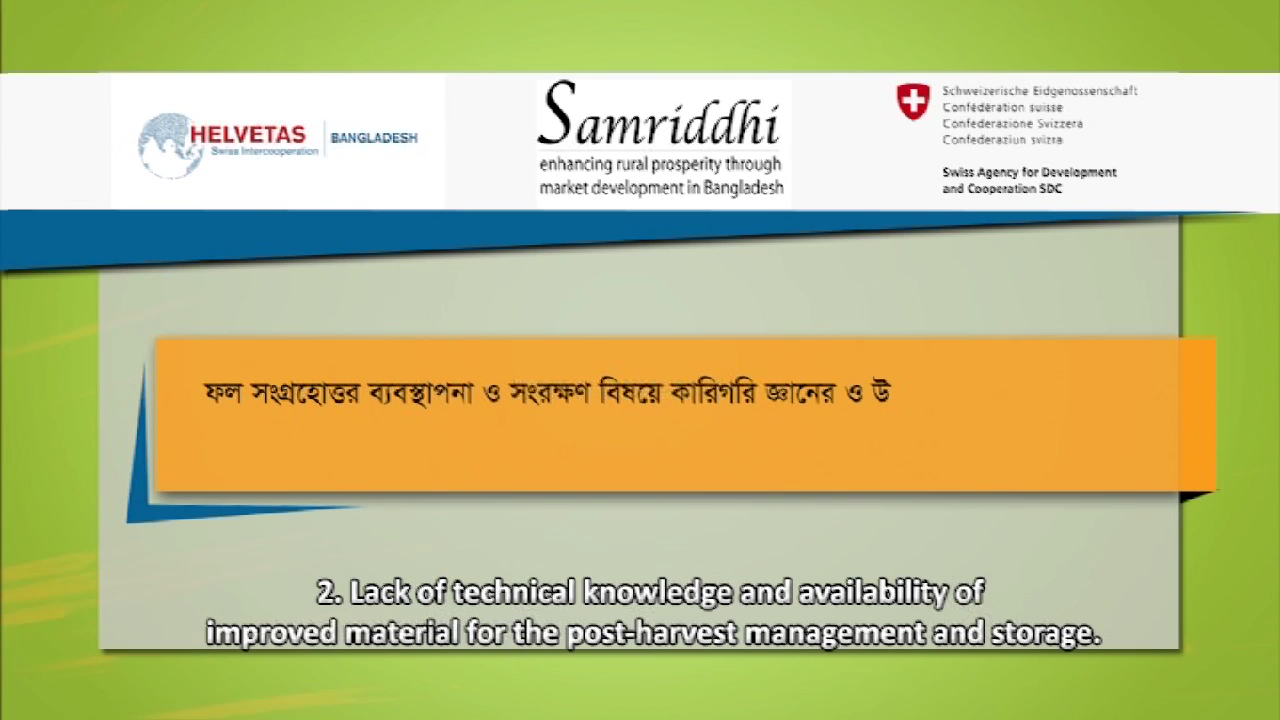 HELVETAS
Swiss Intercooperation
BANGLADESH
Samriddhi
enhancing rural prosperity through
market development in Bangladesh
Schweizerische Eidgenossenschaft
Confédération suisse
Confederazione Svizzera
Confederaziun svizra
Swiss Agency for Development
and Cooperation SDC
ফল সংগ্রহোত্তর ব্যবস্থাপনা ও সংরক্ষণ বিষয়ে কারিগরি জ্ঞানের ও উ
2. Lack of technical knowledge and availability of
improved material for the post-harvest management and storage.